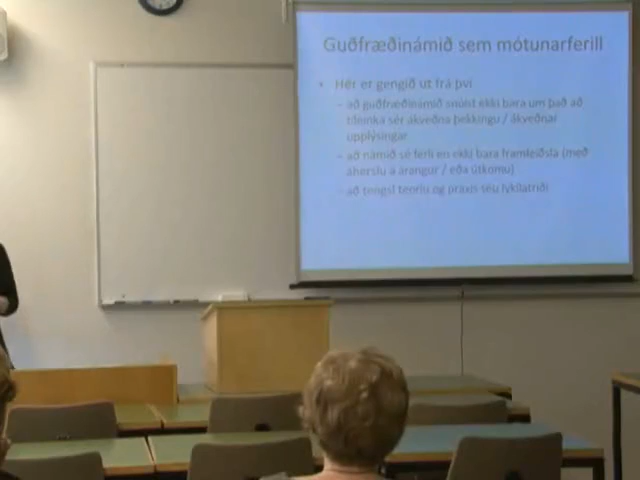 Guðfræðinámið sem mótunarferill
• Hér er gengið út frá því
– að guðfræðinámið snúist ekki bara um það að
tileinka sér ákveðna þekkingu / ákveðnar
upplýsingar
– að námið sé ferli en ekki bara framleiðsla (með
áherslu á árangur / eða útkomu)
– að tengsl teoríu og praxis séu lykilatriði